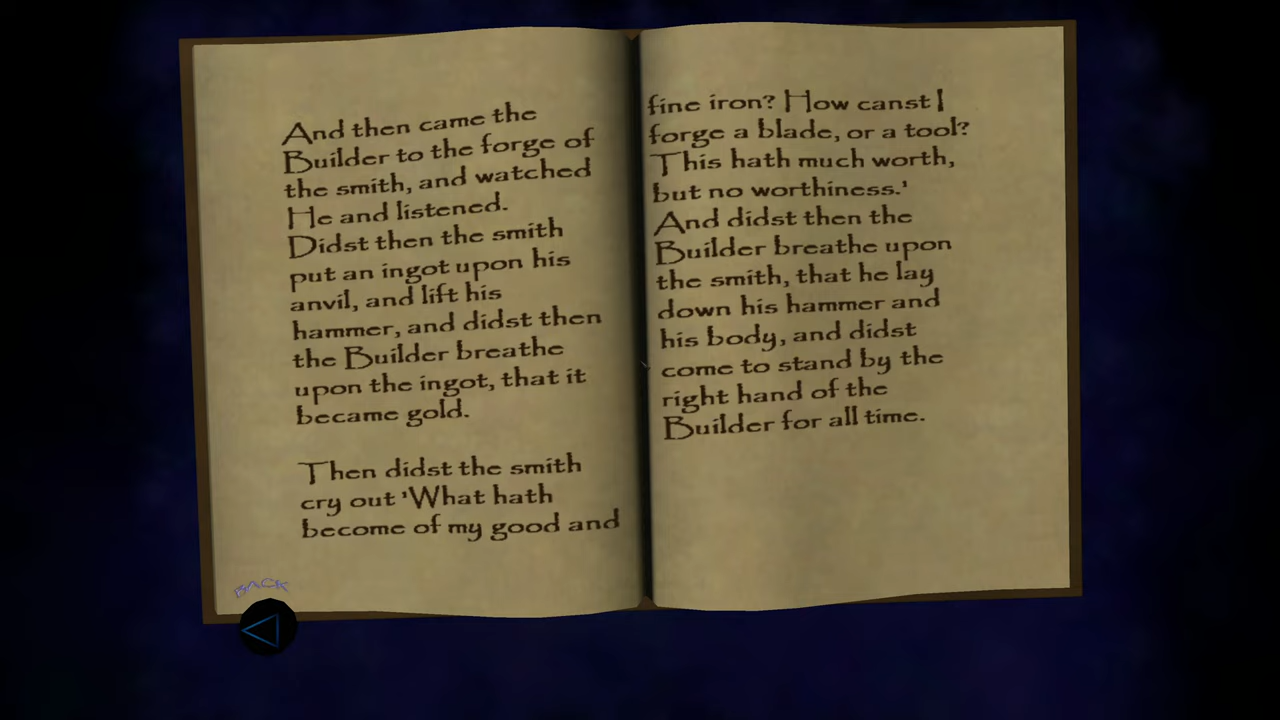 And then came the
Builder to the forge of
the smith, and watched
He and listened.
Didst then the smith
put an ingot upon his
anvil, and lift his
hammer, and didst then
the Builder breathe
upon the ingot, that it
became gold.
Then didst the smith
cry out 'What hath
become of my good and
fine iron? How canst I
forge a blade, or a tool?
This hath much worth,
but no worthiness.'
And didst then the
Builder breathe upon
the smith, that he lay
down his hammer and
his body, and didst
come to stand by the
right hand of the
Builder for all time.
BACK